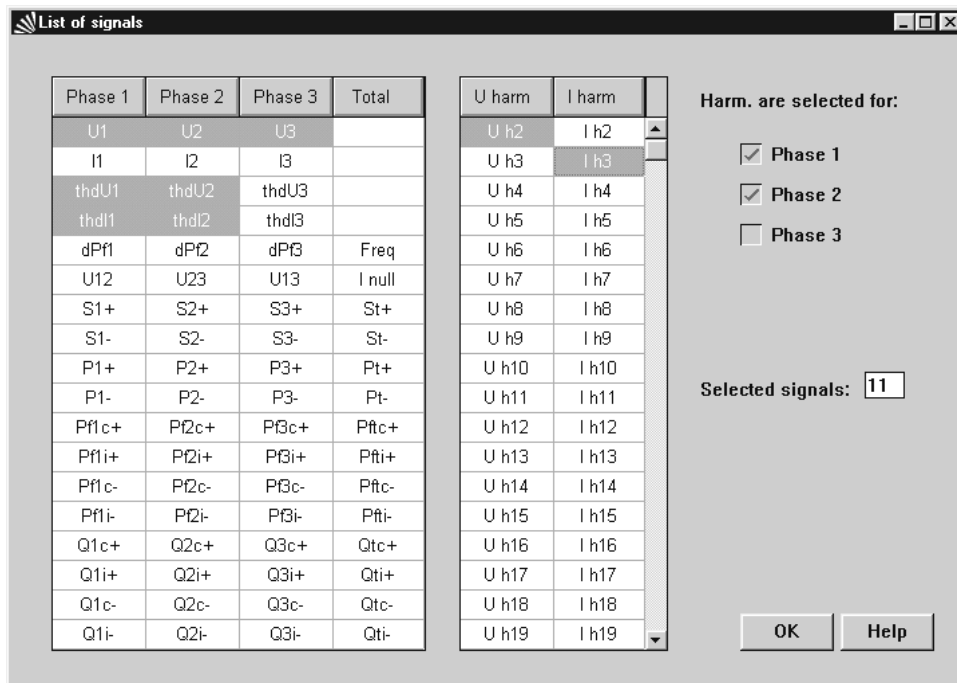 List of signals
Phase 1 Phase 2 Phase 3 Total U harm I harm
Harm. are selected for:
U1 U2 U3 U h2 I h2
I1 I2 I3 U h3 I h3
Phase 1
thdU1 thdU2 thdU3 U h4 I h4
Phase 2
thdI1 thdI2 thdI3 U h5 I h5
Phase 3
dPf1 dPf2 dPf3 Freq U h6 I h6
U12 U23 U13 I null U h7 I h7
S1+ S2+ S3+ St+ U h8 I h8
S1- S2- S3- St- U h9 I h9
P1+ P2+ P3+ Pt+ U h10 I h10
P1- P2- P3- Pt- U h11 I h11
Selected signals: 11
Pf1c+ Pf2c+ Pf3c+ Pftc+ U h12 I h12
Pf1i+ Pf2i+ Pf3i+ Pfti+ U h13 I h13
Pf1c- Pf2c- Pf3c- Pftc- U h14 I h14
Pf1i- Pf2i- Pf3i- Pfti- U h15 I h15
Q1c+ Q2c+ Q3c+ Qtc+ U h16 I h16
Q1i+ Q2i+ Q3i+ Qti+ U h17 I h17
Q1c- Q2c- Q3c- Qtc- U h18 I h18
Q1i- Q2i- Q3i- Qti- U h19 I h19
OK Help